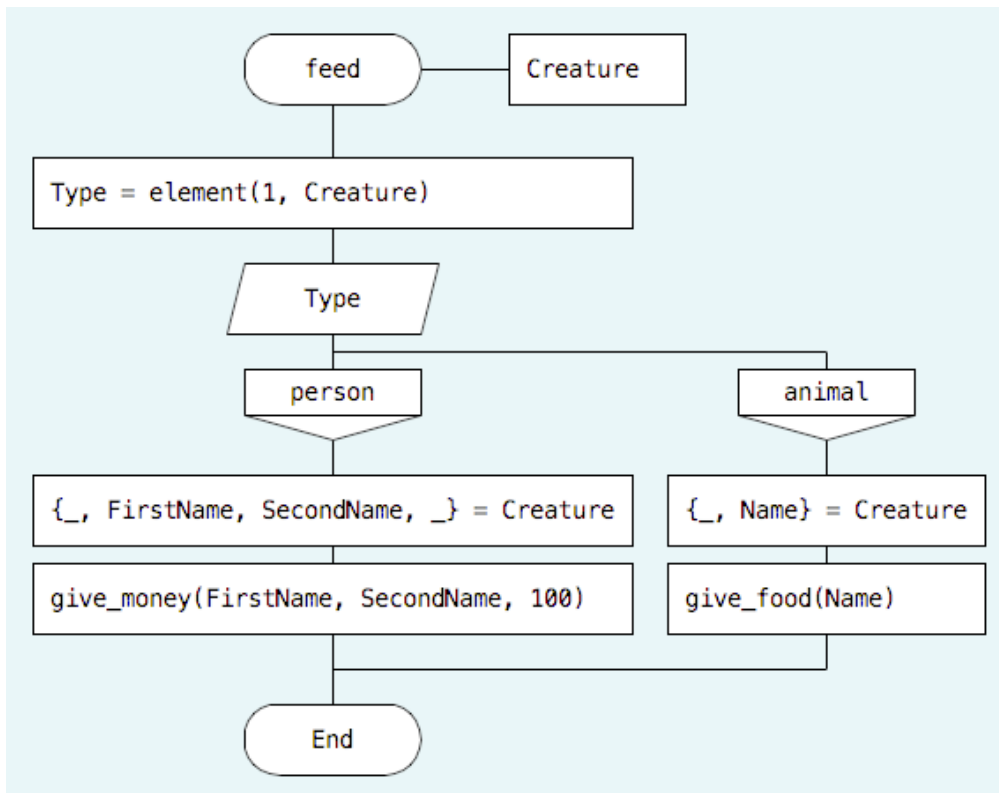 feed
Creature
Type = element(1, Creature)
Type
person
animal
{_, FirstName, SecondName, _} = Creature
{_, Name} = Creature
give_money(FirstName, SecondName, 100)
give_food(Name)
End